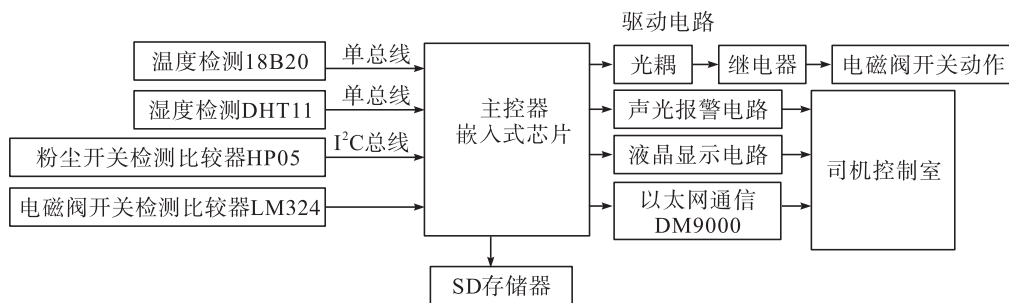 驱动电路
温度检测18B20
单总线
光耦
继电器
电磁阀开关动作
湿度检测DHT11
单总线
主控器
嵌入式芯片
声光报警电路
粉尘开关检测比较器HP05
I²C总线
液晶显示电路
司机控制室
电磁阀开关检测比较器LM324
以太网通信
DM9000
SD存储器